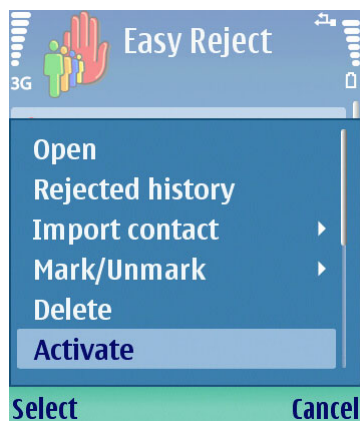 Easy Reject
3G
Open
Rejected history
Import contact
Mark/Unmark
Delete
Activate
Select Cancel